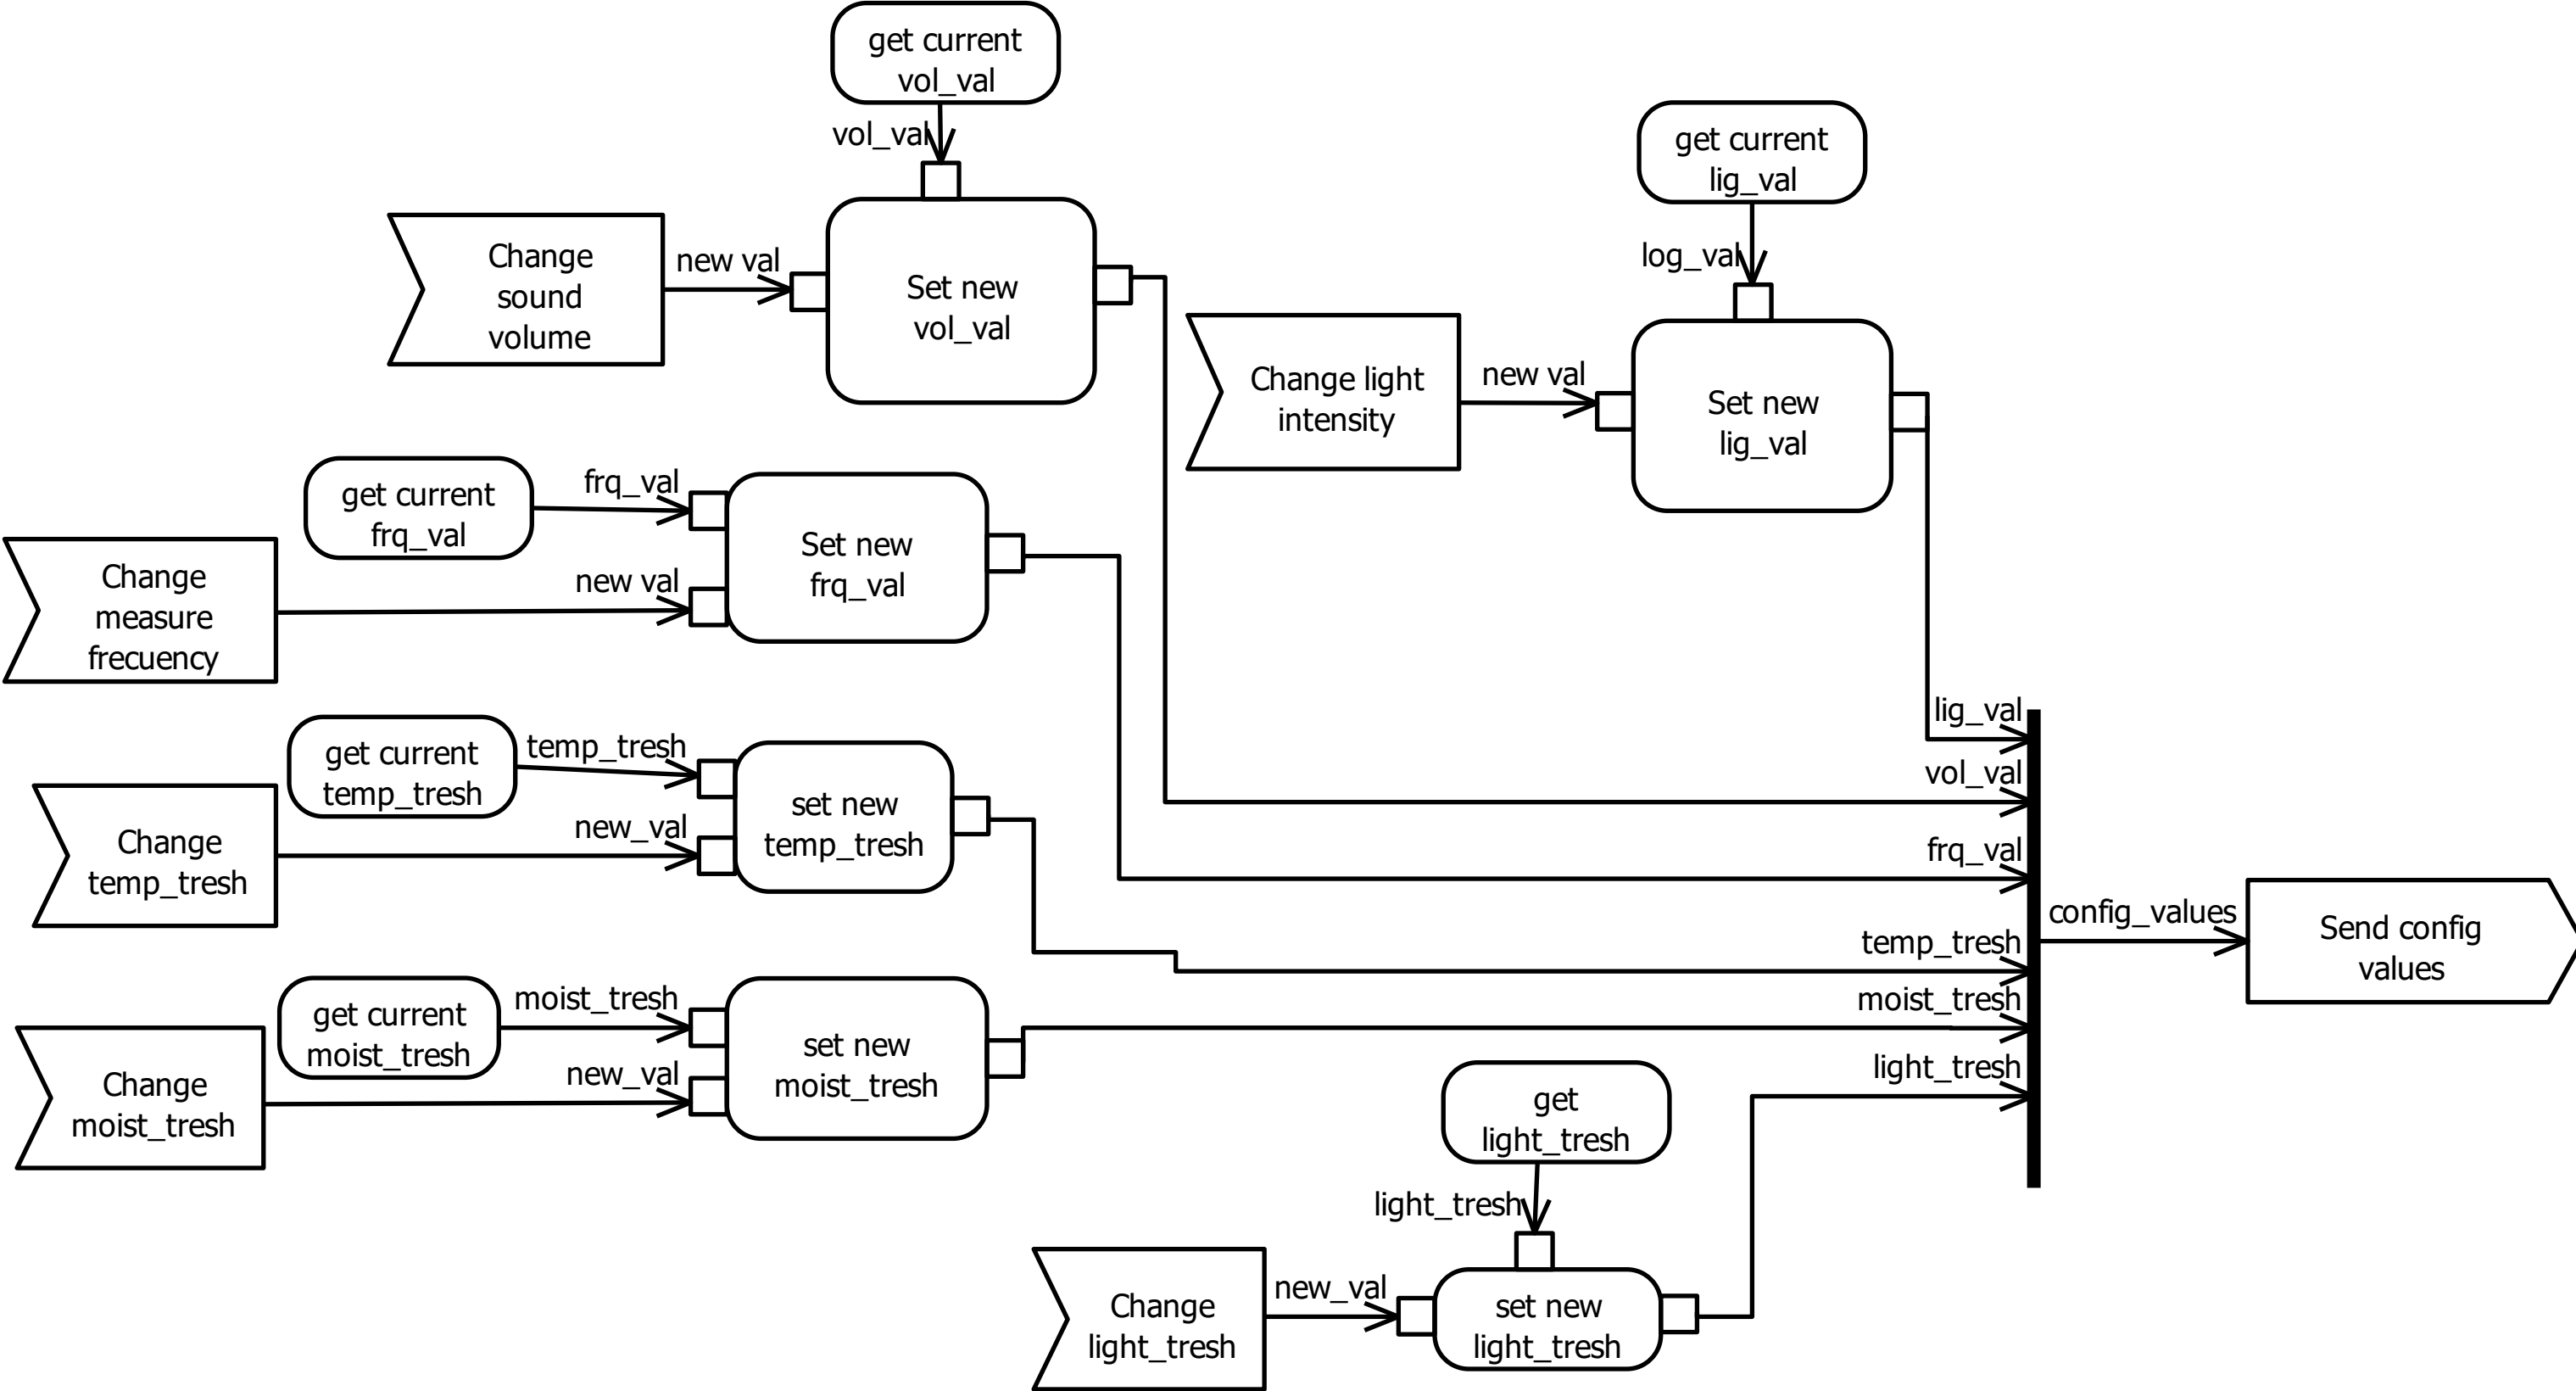 get current
vol_val
vol_val
get current
lig_val
log_val
Change
sound
volume
new val
Set new
vol_val
Change light
intensity
new val
Set new
lig_val
get current
frq_val
frq_val
Change
measure
frecuency
new val
Set new
frq_val
get current
temp_tresh
temp_tresh
Change
temp_tresh
new_val
set new
temp_tresh
get current
moist_tresh
moist_tresh
Change
moist_tresh
new_val
set new
moist_tresh
get
light_tresh
light_tresh
Change
light_tresh
new_val
set new
light_tresh
lig_val
vol_val
frq_val
temp_tresh
moist_tresh
light_tresh
config_values
Send config
values